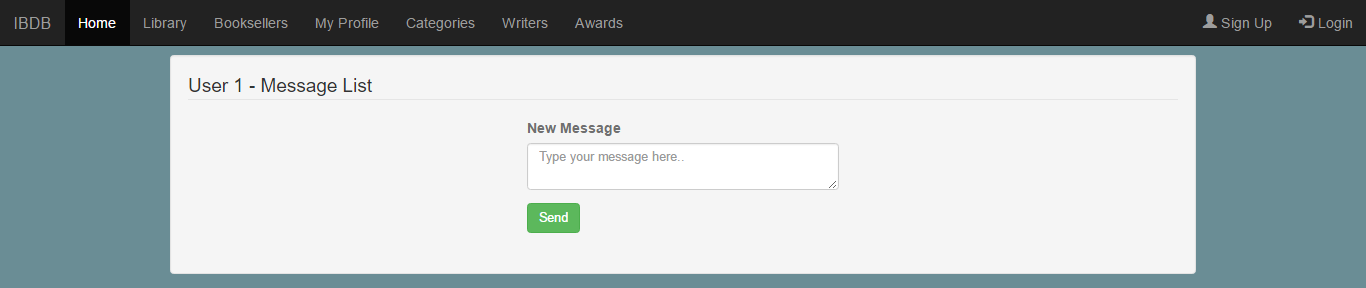 IBDB Home Library Booksellers My Profile Categories Writers Awards Sign Up Login
User 1 - Message List
New Message
Type your message here..
Send